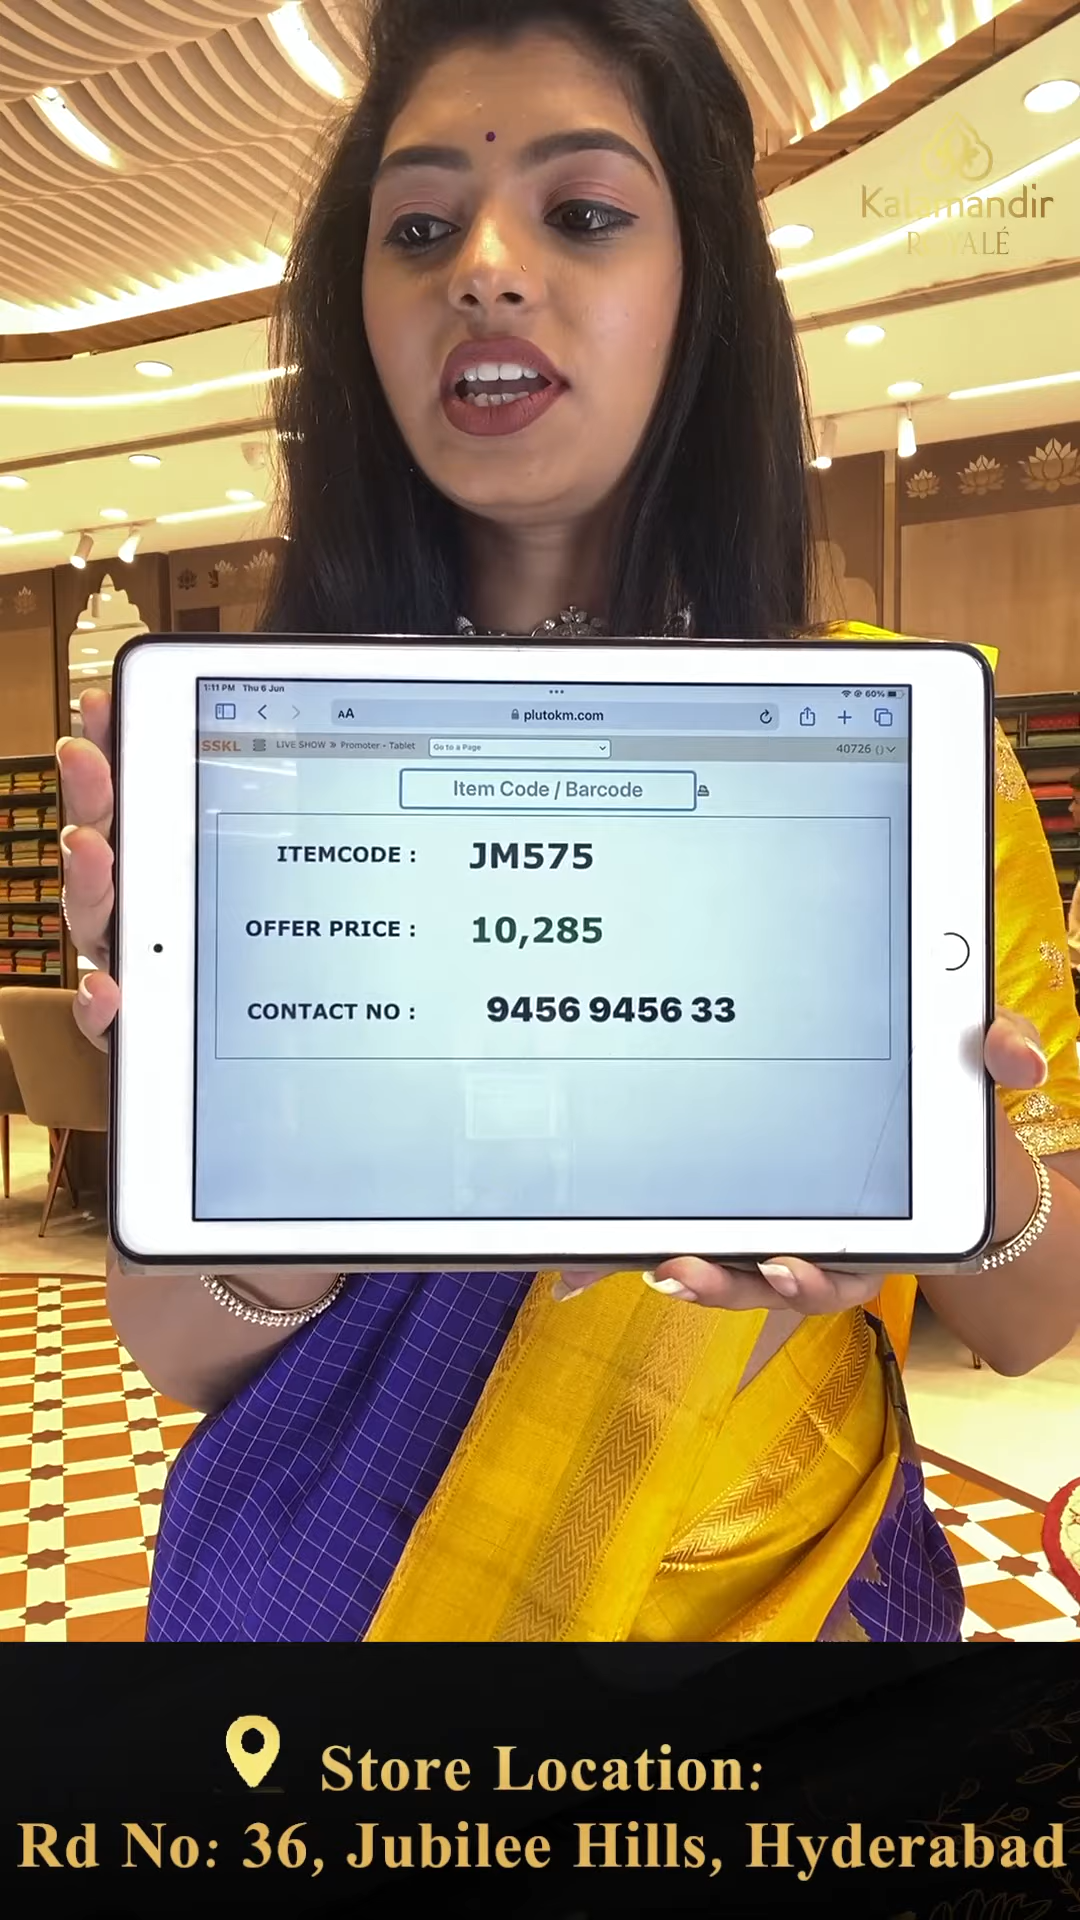 Kalamandir
ROYALÉ
1:11 PM Thu 6 Jun
60%
AA
plutokm.com
SSKL
LIVE SHOW » Promoter - Tablet
Go to a Page
40726 ()
Item Code / Barcode
ITEMCODE : JM575
OFFER PRICE : 10,285
CONTACT NO : 9456 9456 33
Store Location:
Rd No: 36, Jubilee Hills, Hyderabad